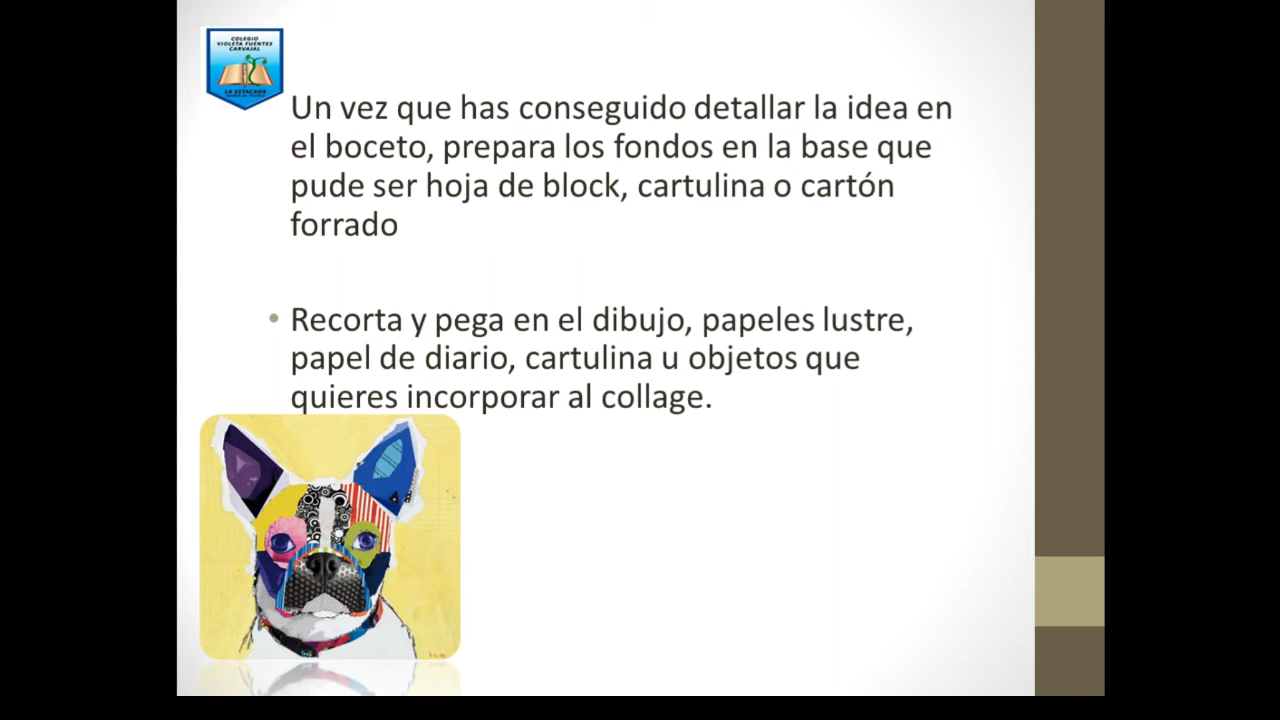 COLEGIO
VIOLETA FUENTES
CARVAJAL
LA ESTACADA
Un vez que has conseguido detallar la idea en
el boceto, prepara los fondos en la base que
pude ser hoja de block, cartulina o cartón
forrado
• Recorta y pega en el dibujo, papeles lustre,
papel de diario, cartulina u objetos que
quieres incorporar al collage.